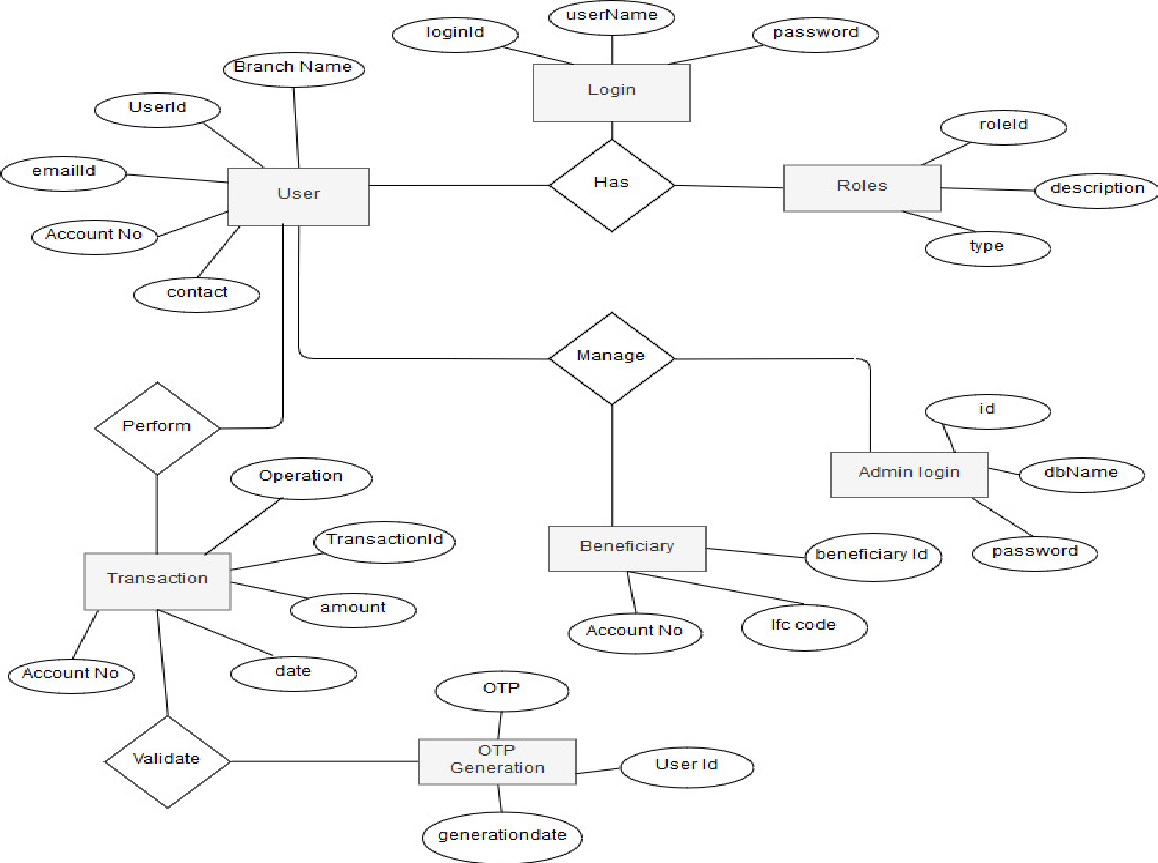 userName
loginId
password
Login
Branch Name
UserId
emailId
User
Account No
contact
Has
roleId
Roles
description
type
Manage
Perform
id
Admin login
dbName
password
Operation
TransactionId
Transaction
amount
Account No
date
Beneficiary
beneficiary Id
Account No
Ifc code
OTP
Validate
OTP
Generation
User Id
generationdate